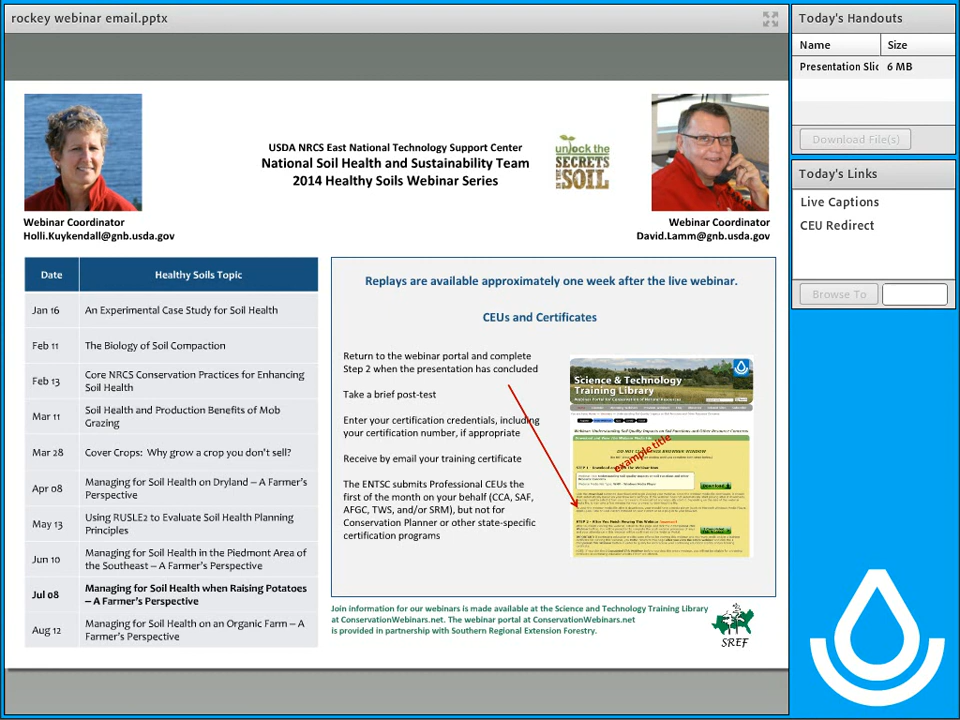 rockey webinar email.pptx
Today's Handouts
Name Size
Presentation Slic 6 MB
Download File(s)
Today's Links
Live Captions
CEU Redirect
Browse To
USDA NRCS East National Technology Support Center
National Soil Health and Sustainability Team
2014 Healthy Soils Webinar Series
unlock the
SECRETS
IN THE
SOIL
Webinar Coordinator
Holli.Kuykendall@gnb.usda.gov
Webinar Coordinator
David.Lamm@gnb.usda.gov
Date Healthy Soils Topic
Jan 16 An Experimental Case Study for Soil Health
Feb 11 The Biology of Soil Compaction
Feb 13 Core NRCS Conservation Practices for Enhancing
Soil Health
Mar 11 Soil Health and Production Benefits of Mob
Grazing
Mar 28 Cover Crops: Why grow a crop you don't sell?
Apr 08 Managing for Soil Health on Dryland – A Farmer's
Perspective
May 13 Using RUSLE2 to Evaluate Soil Health Planning
Principles
Jun 10 Managing for Soil Health in the Piedmont Area of
the Southeast – A Farmer's Perspective
Jul 08 Managing for Soil Health when Raising Potatoes
– A Farmer's Perspective
Aug 12 Managing for Soil Health on an Organic Farm – A
Farmer's Perspective
Replays are available approximately one week after the live webinar.
CEUs and Certificates
Return to the webinar portal and complete
Step 2 when the presentation has concluded
Take a brief post-test
Enter your certification credentials, including
your certification number, if appropriate
Receive by email your training certificate
The ENTSC submits Professional CEUs the
first of the month on your behalf (CCA, SAF,
AFGC, TWS, and/or SRM), but not for
Conservation Planner or other state-specific
certification programs
Science & Technology
Training Library
example title
Join information for our webinars is made available at the Science and Technology Training Library
at ConservationWebinars.net. The webinar portal at ConservationWebinars.net
is provided in partnership with Southern Regional Extension Forestry.
SREF